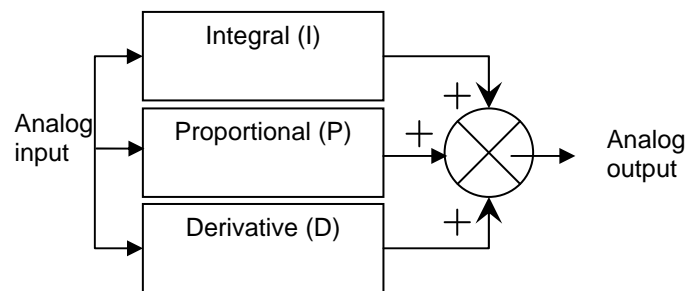 Integral (I)
+
Analog
input
Proportional (P)
+
Analog
output
Derivative (D)
+